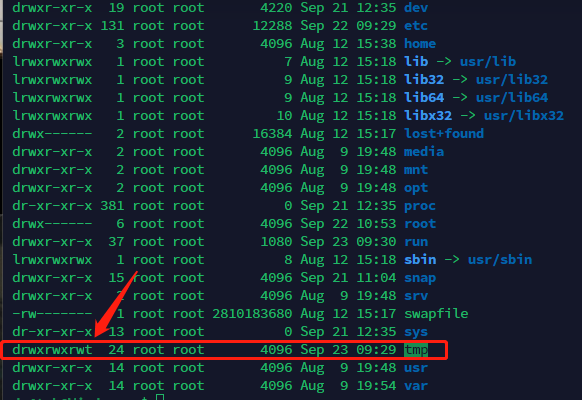 drwxr-xr-x 19 root root 4220 Sep 21 12:35 dev
drwxr-xr-x 131 root root 12288 Sep 22 09:29 etc
drwxr-xr-x 3 root root 4096 Aug 12 15:38 home
lrwxrwxrwx 1 root root 7 Aug 12 15:18 lib -> usr/lib
lrwxrwxrwx 1 root root 9 Aug 12 15:18 lib32 -> usr/lib32
lrwxrwxrwx 1 root root 9 Aug 12 15:18 lib64 -> usr/lib64
lrwxrwxrwx 1 root root 10 Aug 12 15:18 libx32 -> usr/libx32
drwx------ 2 root root 16384 Aug 12 15:17 lost+found
drwxr-xr-x 2 root root 4096 Aug 9 19:48 media
drwxr-xr-x 2 root root 4096 Aug 9 19:48 mnt
drwxr-xr-x 2 root root 4096 Aug 9 19:48 opt
dr-xr-xr-x 381 root root 0 Sep 21 12:35 proc
drwx------ 6 root root 4096 Sep 22 10:53 root
drwxr-xr-x 37 root root 1080 Sep 23 09:30 run
lrwxrwxrwx 1 root root 8 Aug 12 15:18 sbin -> usr/sbin
drwxr-xr-x 15 root root 4096 Sep 21 11:04 snap
drwxr-xr-x root root 4096 Aug 9 19:48 srv
-rw------- 1 root root 2810183680 Aug 12 15:17 swapfile
dr-xr-xr-x 13 root root 0 Sep 21 12:35 sys
drwxrwxrwt 24 root root 4096 Sep 23 09:29 tmp
drwxr-xr-x 14 root root 4096 Aug 9 19:48 usr
drwxr-xr-x 14 root root 4096 Aug 9 19:54 var